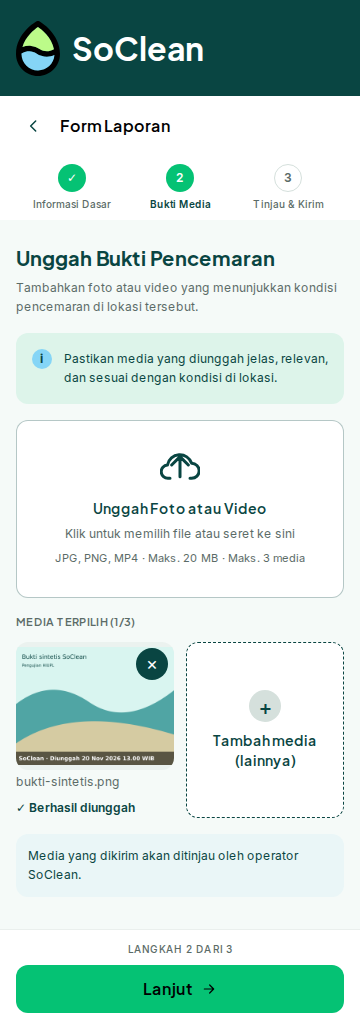 SoClean
Form Laporan
✓
2
3
Informasi Dasar
Bukti Media
Tinjau & Kirim
Unggah Bukti Pencemaran
Tambahkan foto atau video yang menunjukkan kondisi
pencemaran di lokasi tersebut.
i
Pastikan media yang diunggah jelas, relevan,
dan sesuai dengan kondisi di lokasi.
Unggah Foto atau Video
Klik untuk memilih file atau seret ke sini
JPG, PNG, MP4 · Maks. 20 MB · Maks. 3 media
MEDIA TERPILIH (1/3)
Bukti sintetis SoClean
SoClean · Diunggah 20 Nov 2026 13.00 WIB
bukti-sintetis.png
✓ Berhasil diunggah
+
Tambah media
(lainnya)
Media yang dikirim akan ditinjau oleh operator
SoClean.
LANGKAH 2 DARI 3
Lanjut →